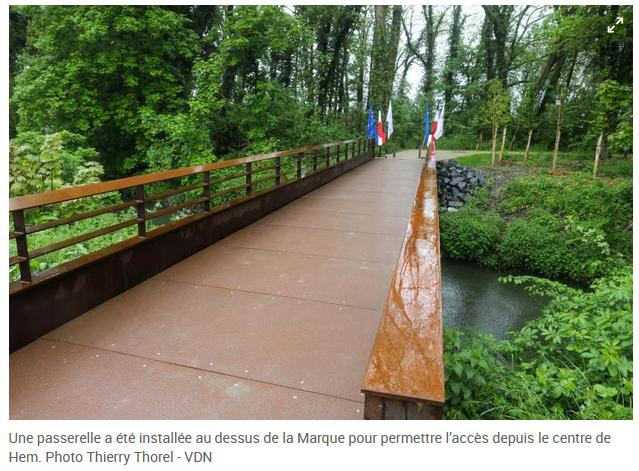 Une passerelle a été installée au dessus de la Marque pour permettre l'accès depuis le centre de
Hem. Photo Thierry Thorel - VDN